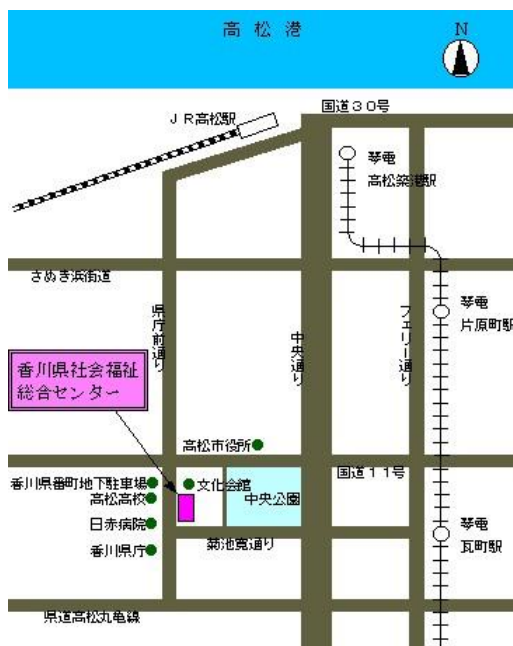 高松港
N
国道30号
JR高松駅
琴電
高松築港駅
さぬき浜街道
県庁前通り
中央通り
フェリー通り
琴電
片原町駅
香川県社会福祉
総合センター
高松市役所
国道11号
香川県番町地下駐車場
文化会館
高松高校
中央公園
日赤病院
菊池寛通り
香川県庁
琴電
瓦町駅
県道高松丸亀線